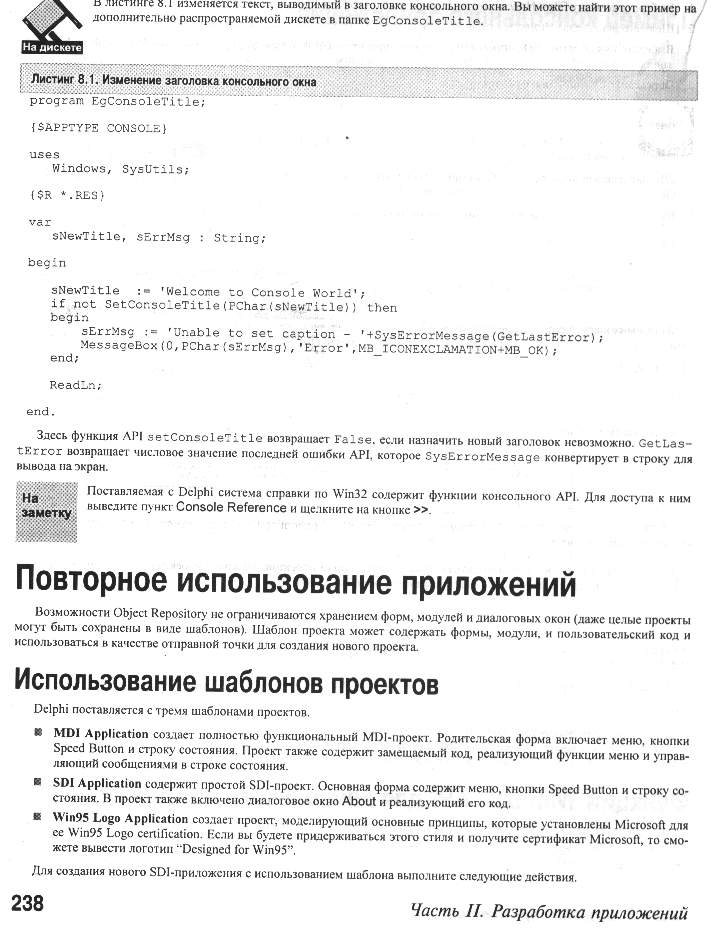 В листинге 8.1 изменяется текст, выводимый в заголовке консольного окна. Вы можете найти этот пример на
дополнительно распространяемой дискете в папке EgConsoleTitle.
На дискете
Листинг 8.1. Изменение заголовка консольного окна
program EgConsoleTitle;
{$APPTYPE CONSOLE}
uses
Windows, SysUtils;
{$R *.RES}
var
sNewTitle, sErrMsg : String;
begin
sNewTitle := 'Welcome to Console World';
if not SetConsoleTitle(PChar(sNewTitle)) then
begin
sErrMsg := 'Unable to set caption - '+SysErrorMessage(GetLastError);
MessageBox(0,PChar(sErrMsg),'Error',MB_ICONEXCLAMATION+MB_OK);
end;
ReadLn;
end.
Здесь функция API setConsoleTitle возвращает False, если назначить новый заголовок невозможно. GetLas-
tError возвращает числовое значение последней ошибки API, которое SysErrorMessage конвертирует в строку для
вывода на экран.
На
заметку
Поставляемая с Delphi система справки по Win32 содержит функции консольного API. Для доступа к ним
выведите пункт Console Reference и щелкните на кнопке >>.
Повторное использование приложений
Возможности Object Repository не ограничиваются хранением форм, модулей и диалоговых окон (даже целые проекты
могут быть сохранены в виде шаблонов). Шаблон проекта может содержать формы, модули, и пользовательский код и
использоваться в качестве отправной точки для создания нового проекта.
Использование шаблонов проектов
Delphi поставляется с тремя шаблонами проектов.
MDI Application создает полностью функциональный MDI-проект. Родительская форма включает меню, кнопки
Speed Button и строку состояния. Проект также содержит замещаемый код, реализующий функции меню и управ-
ляющий сообщениями в строке состояния.
SDI Application содержит простой SDI-проект. Основная форма содержит меню, кнопки Speed Button и строку со-
стояния. В проект также включено диалоговое окно About и реализующий его код.
Win95 Logo Application создает проект, моделирующий основные принципы, которые установлены Microsoft для
ее Win95 Logo certification. Если вы будете придерживаться этого стиля и получите сертификат Microsoft, то смо-
жете вывести логотип “Designed for Win95”.
Для создания нового SDI-приложения с использованием шаблона выполните следующие действия.
238
Часть II. Разработка приложений